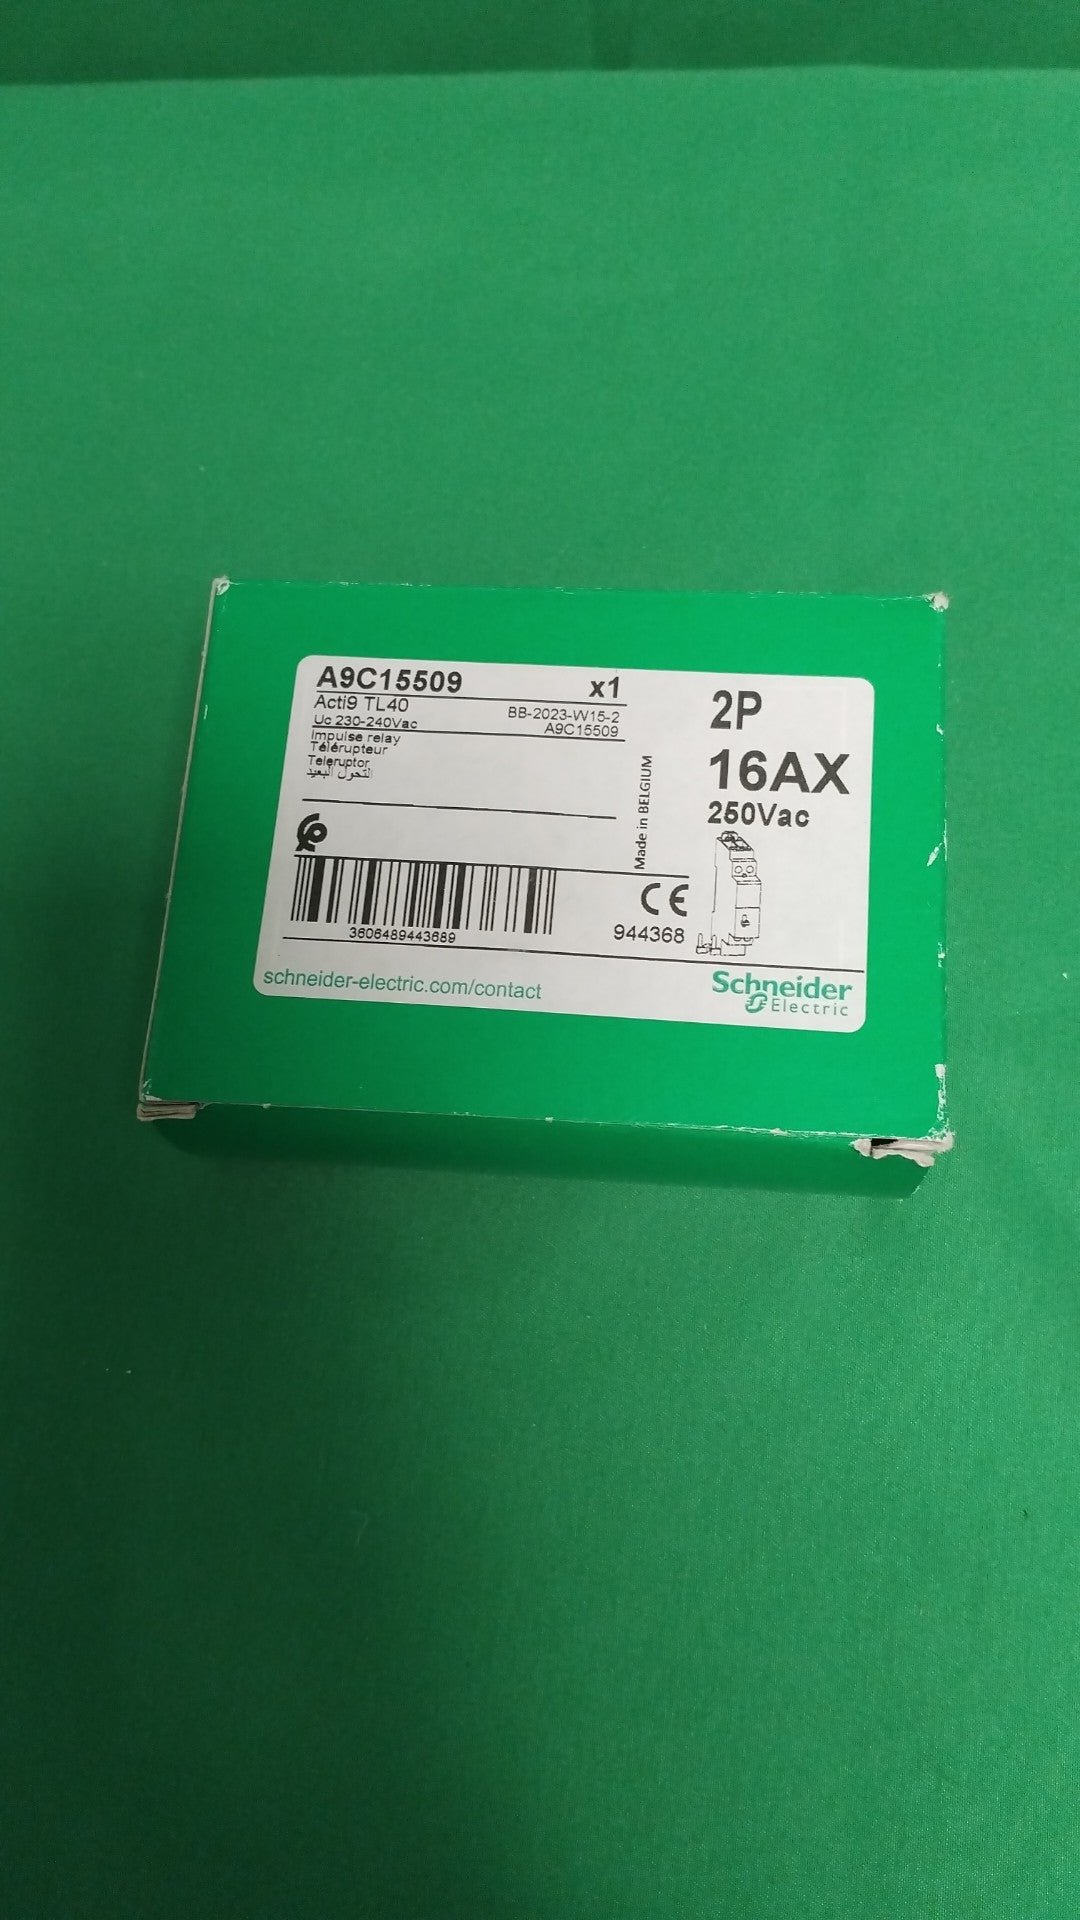 A9C15509 x1
Acti9 TL40
Uc 230-240Vac
BB-2023-W15-2
A9C15509
Impulse relay
Télérupteur
Teleruptor
التحول البعيد
Made in BELGIUM
2P
16AX
250Vac
3606489443689
CE
944368
schneider-electric.com/contact
Schneider
Electric